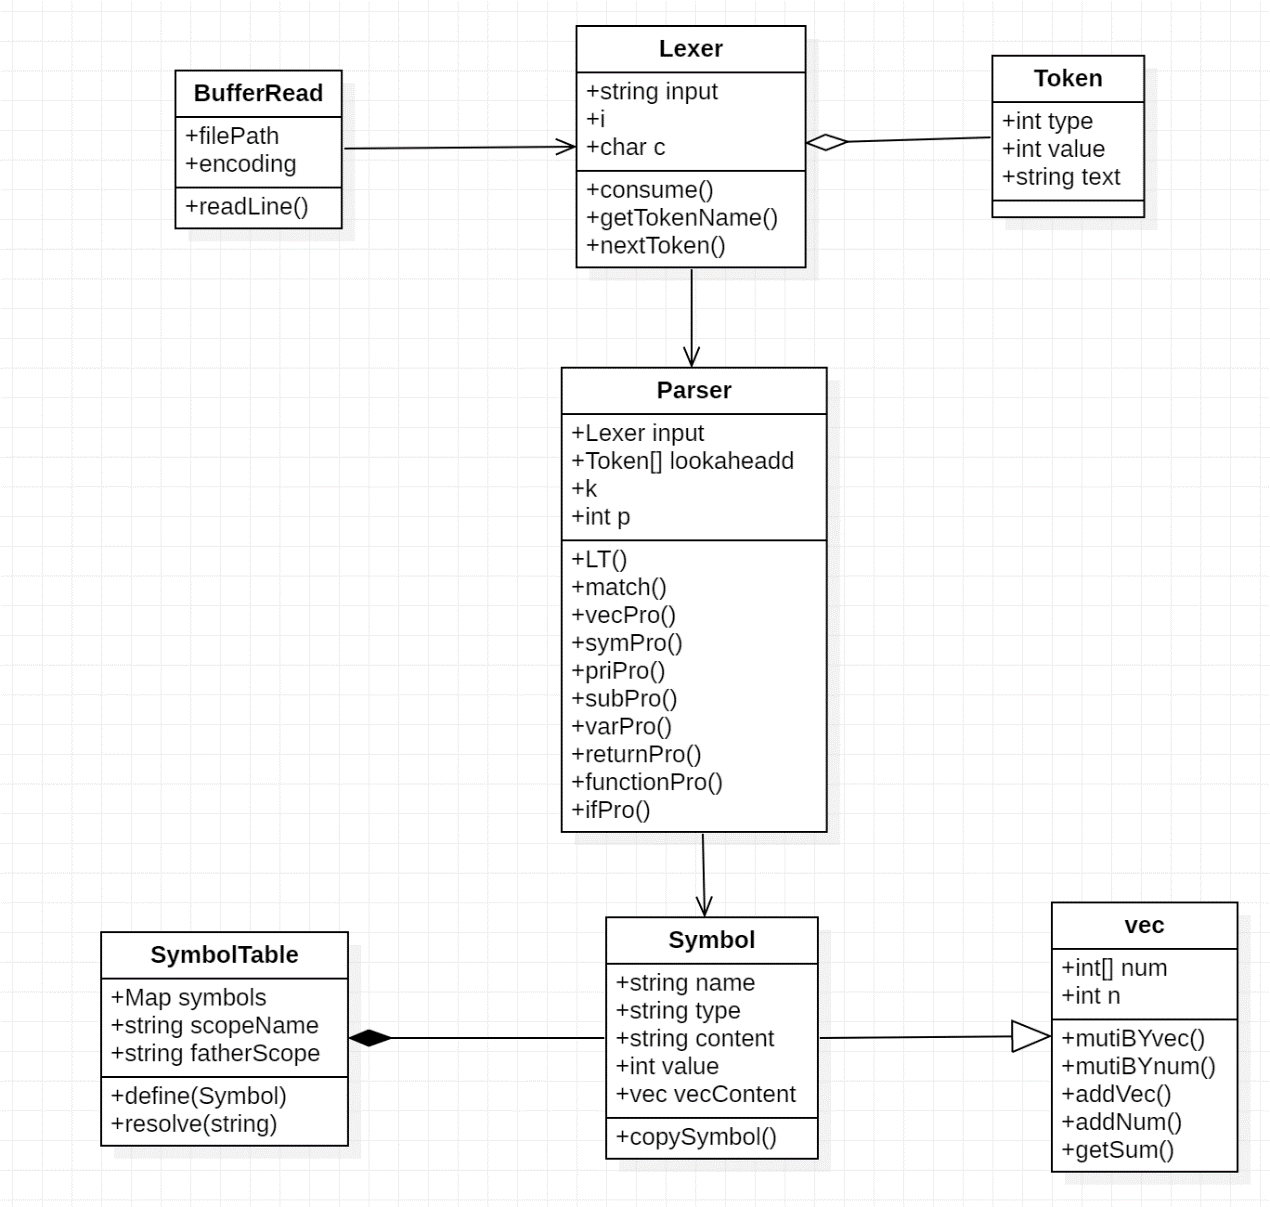 BufferRead
+filePath
+encoding
+readLine()
Lexer
+string input
+i
+char c
+consume()
+getTokenName()
+nextToken()
Token
+int type
+int value
+string text
Parser
+Lexer input
+Token[] lookaheadd
+k
+int p
+LT()
+match()
+vecPro()
+symPro()
+priPro()
+subPro()
+varPro()
+returnPro()
+functionPro()
+ifPro()
SymbolTable
+Map symbols
+string scopeName
+string fatherScope
+define(Symbol)
+resolve(string)
Symbol
+string name
+string type
+string content
+int value
+vec vecContent
+copySymbol()
vec
+int[] num
+int n
+mutiBYvec()
+mutiBYnum()
+addVec()
+addNum()
+getSum()